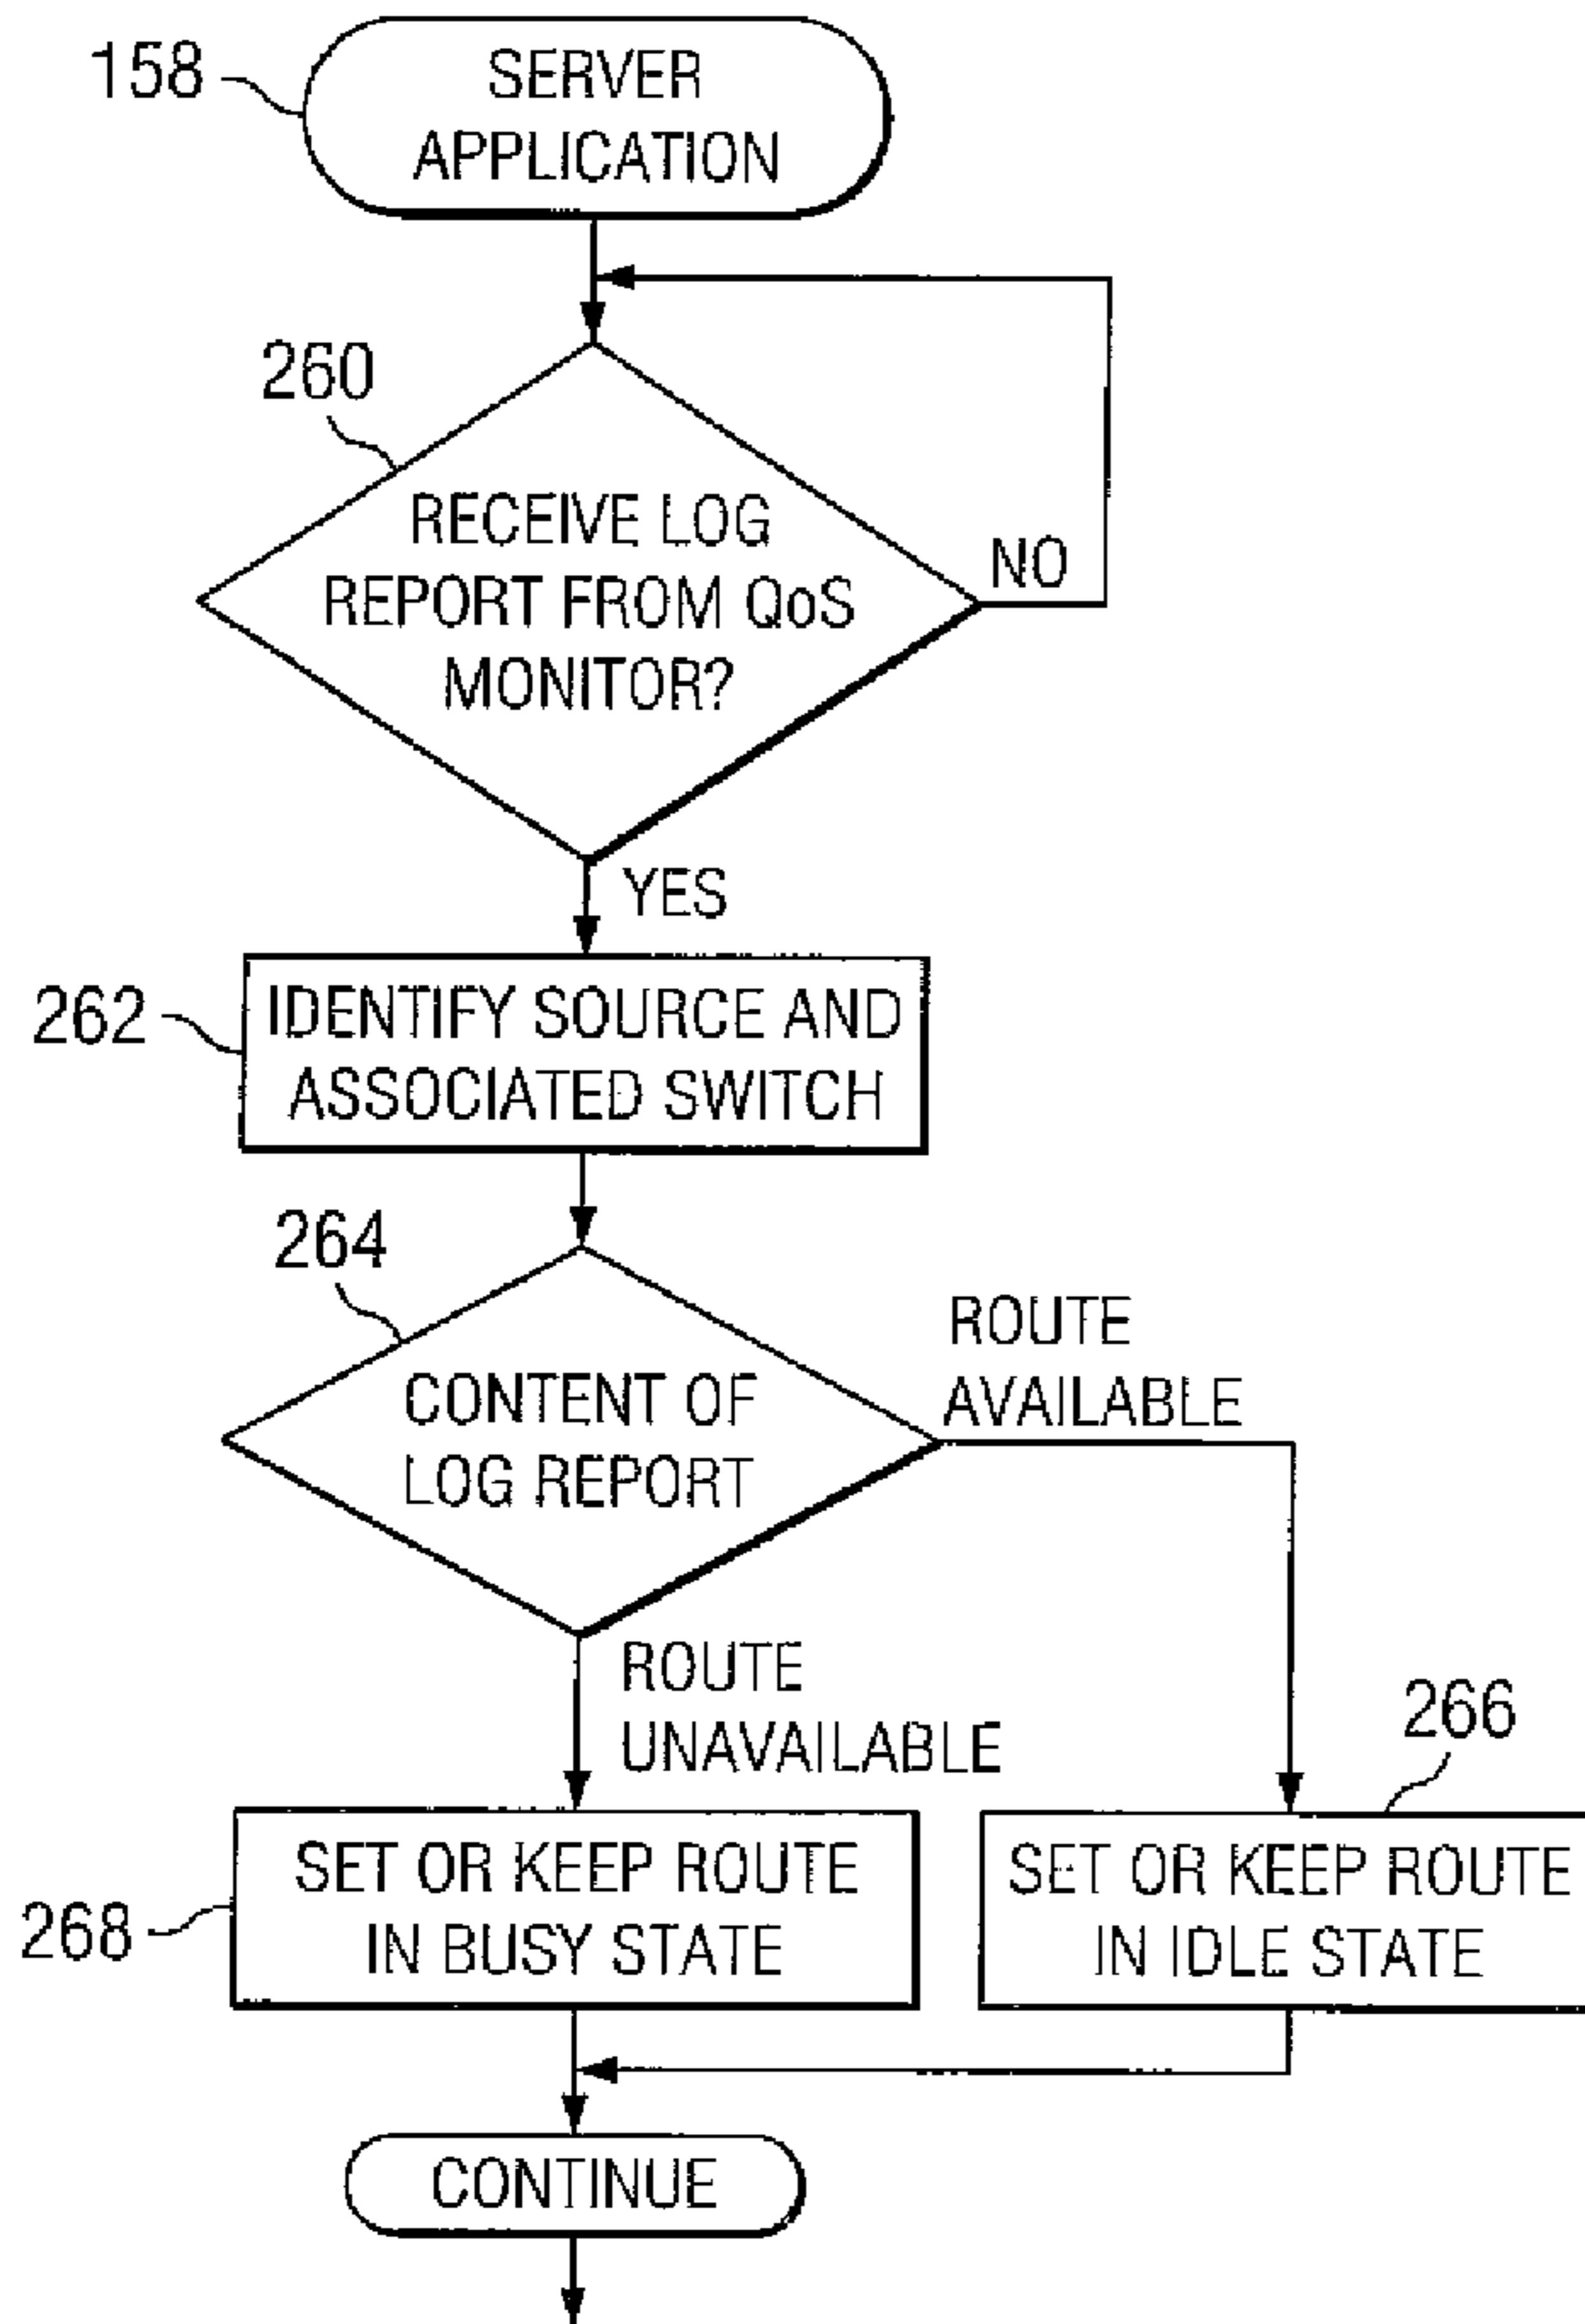 158
SERVER
APPLICATION
260
RECEIVE LOG
REPORT FROM QoS
MONITOR?
NO
YES
262
IDENTIFY SOURCE AND
ASSOCIATED SWITCH
264
CONTENT OF
LOG REPORT
ROUTE
AVAILABLE
ROUTE
UNAVAILABLE
266
268
SET OR KEEP ROUTE
IN BUSY STATE
SET OR KEEP ROUTE
IN IDLE STATE
CONTINUE